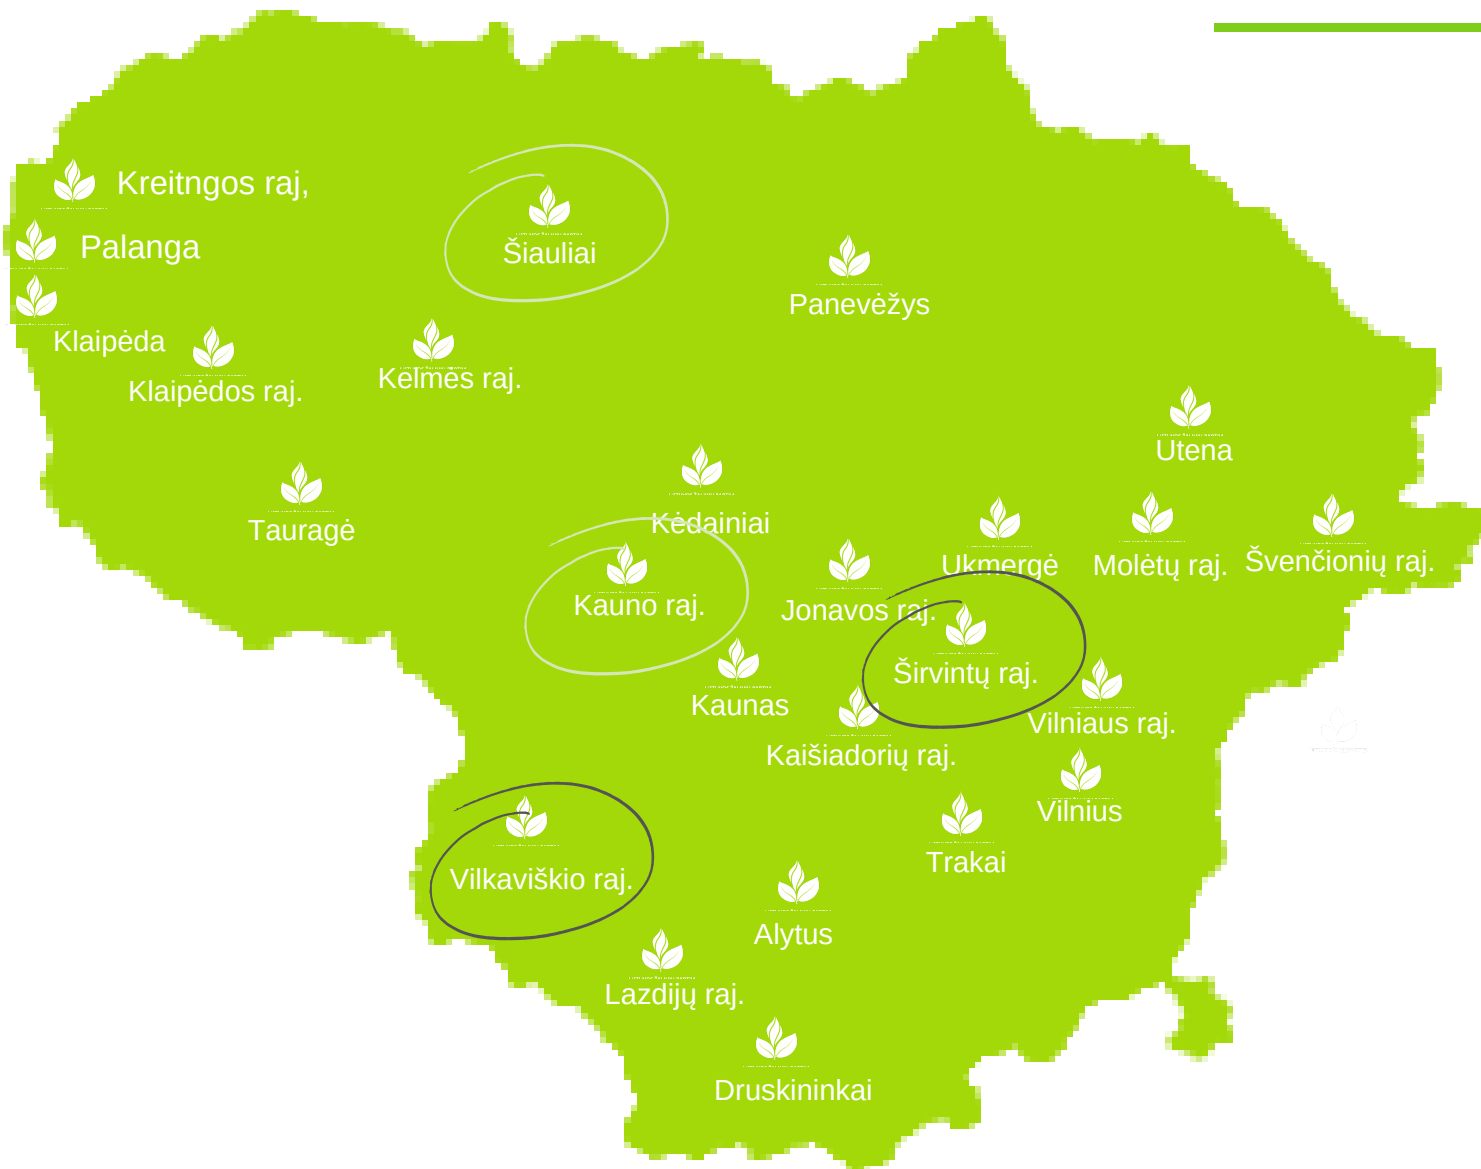 Kreitngos raj,
Palanga
Šiauliai
Panevėžys
Klaipėda
Klaipėdos raj.
Kelmės raj.
Utena
Tauragė
Kėdainiai
Ukmergė
Molėtų raj.
Švenčionių raj.
Kauno raj.
Jonavos raj.
Širvintų raj.
Kaunas
Vilniaus raj.
Kaišiadorių raj.
Vilnius
Trakai
Vilkaviškio raj.
Alytus
Lazdijų raj.
Druskininkai